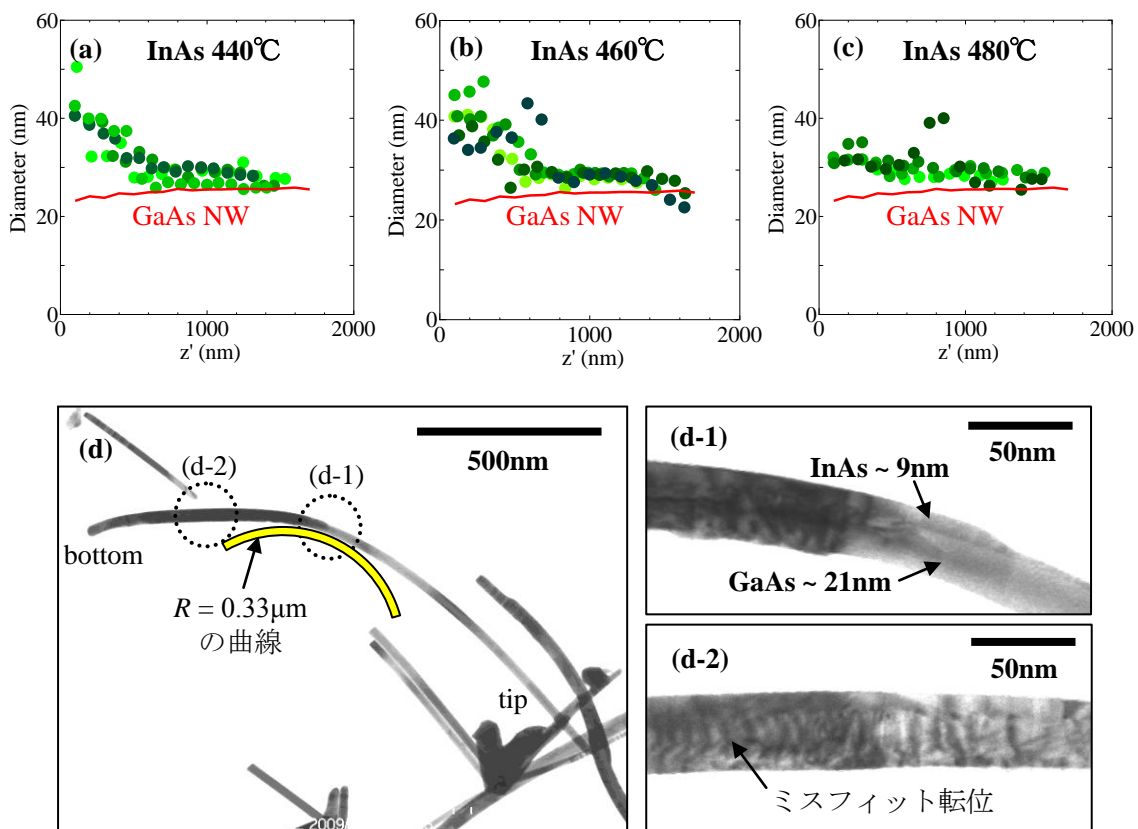 (a) InAs 440℃
60
40
20
0
Diameter (nm)
GaAs NW
0 1000 2000
z' (nm)
(b) InAs 460℃
60
40
20
0
Diameter (nm)
GaAs NW
0 1000 2000
z' (nm)
(c) InAs 480℃
60
40
20
0
Diameter (nm)
GaAs NW
0 1000 2000
z' (nm)
(d)
500nm
(d-2)
(d-1)
bottom
R = 0.33μm
の曲線
tip
2009/
(d-1)
50nm
InAs ~ 9nm
GaAs ~ 21nm
(d-2)
50nm
ミスフィット転位